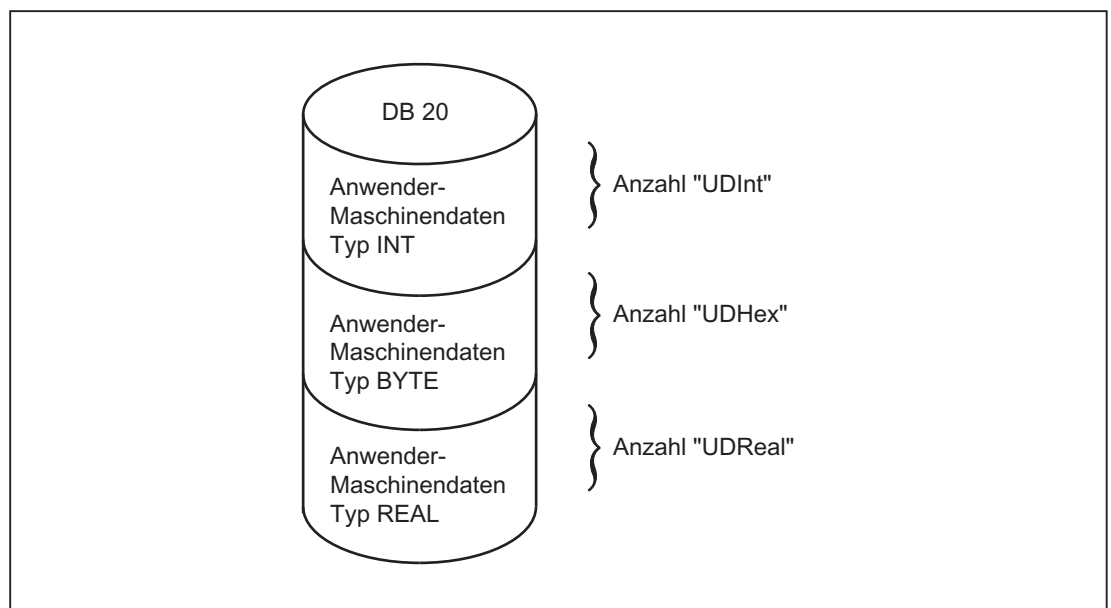 DB 20
Anwender-
Maschinendaten
Typ INT
Anzahl "UDInt"
Anwender-
Maschinendaten
Typ BYTE
Anzahl "UDHex"
Anwender-
Maschinendaten
Typ REAL
Anzahl "UDReal"